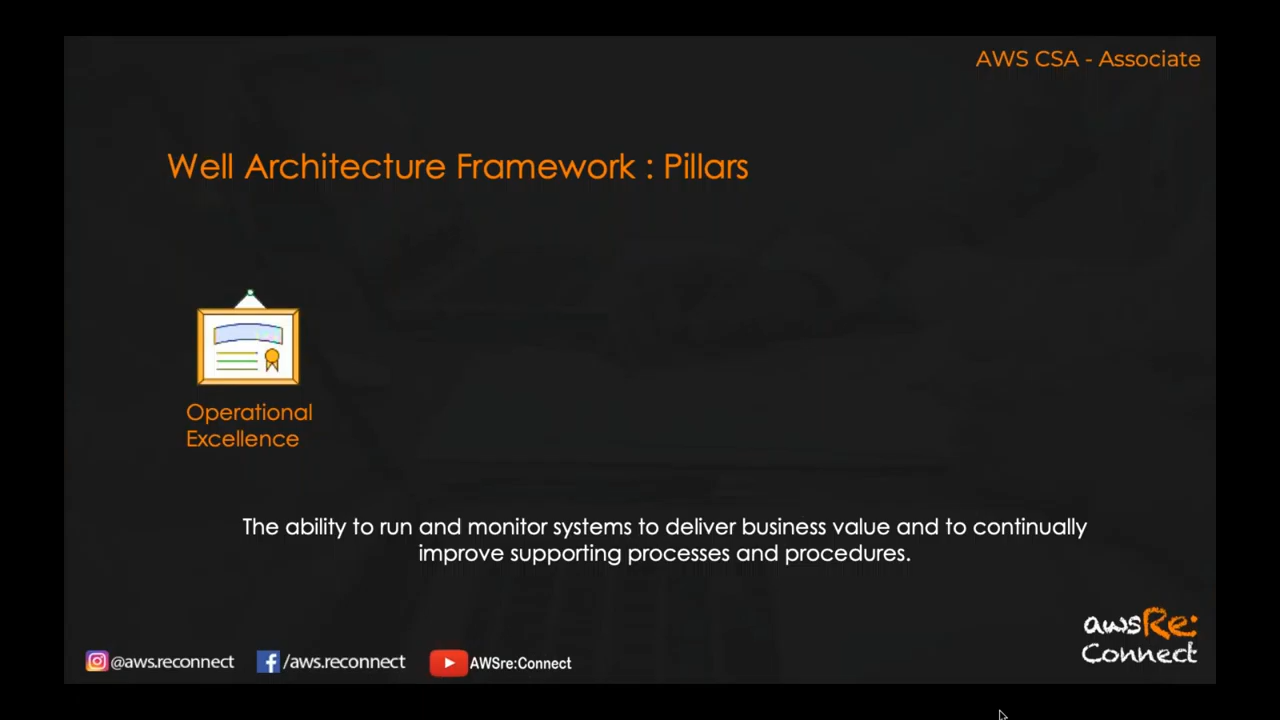 AWS CSA - Associate
Well Architecture Framework : Pillars
Operational
Excellence
The ability to run and monitor systems to deliver business value and to continually
improve supporting processes and procedures.
awsRe:
Connect
@aws.reconnect
/aws.reconnect
AWSre:Connect